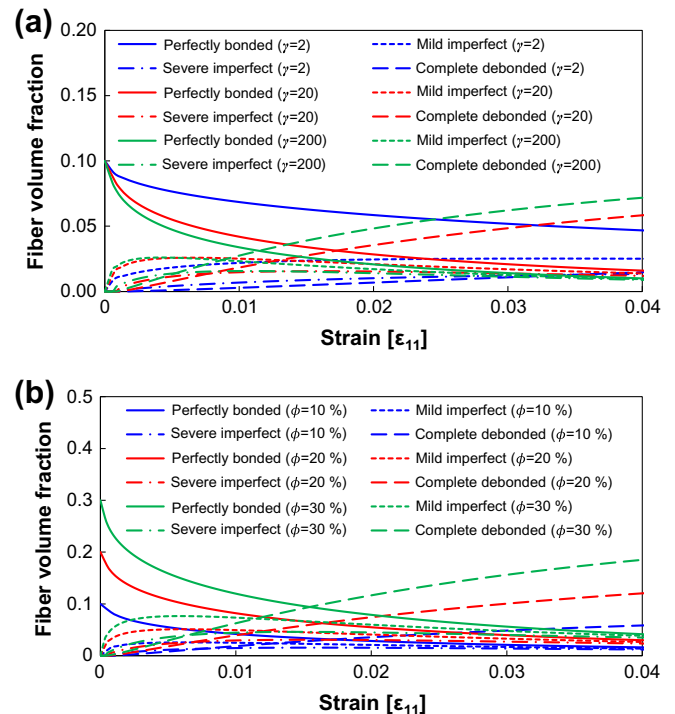 (a)
0.20
0.15
0.10
0.05
0.00
Fiber volume fraction
Perfectly bonded (γ=2)
Mild imperfect (γ=2)
Severe imperfect (γ=2)
Complete debonded (γ=2)
Perfectly bonded (γ=20)
Mild imperfect (γ=20)
Severe imperfect (γ=20)
Complete debonded (γ=20)
Perfectly bonded (γ=200)
Mild imperfect (γ=200)
Severe imperfect (γ=200)
Complete debonded (γ=200)
0 0.01 0.02 0.03 0.04
Strain [ε₁₁]
(b)
0.5
0.4
0.3
0.2
0.1
0
Fiber volume fraction
Perfectly bonded (ϕ=10 %)
Mild imperfect (ϕ=10 %)
Severe imperfect (ϕ=10 %)
Complete debonded (ϕ=10 %)
Perfectly bonded (ϕ=20 %)
Mild imperfect (ϕ=20 %)
Severe imperfect (ϕ=20 %)
Complete debonded (ϕ=20 %)
Perfectly bonded (ϕ=30 %)
Mild imperfect (ϕ=30 %)
Severe imperfect (ϕ=30 %)
Complete debonded (ϕ=30 %)
0 0.01 0.02 0.03 0.04
Strain [ε₁₁]